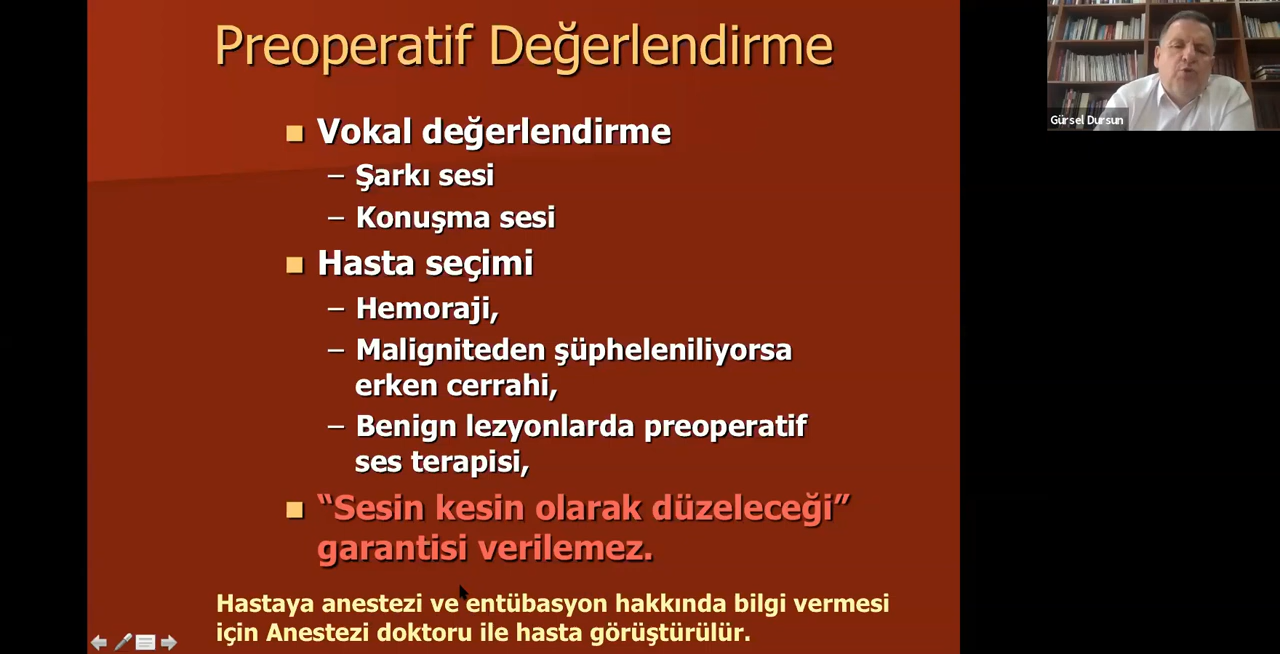 Preoperatif Değerlendirme
Gürsel Dursun
Vokal değerlendirme
– Şarkı sesi
– Konuşma sesi
Hasta seçimi
– Hemoraji,
– Maligniteden şüpheleniliyorsa
erken cerrahi,
– Benign lezyonlarda preoperatif
ses terapisi,
“Sesin kesin olarak düzeleceği”
garantisi verilemez.
Hastaya anestezi ve entübasyon hakkında bilgi vermesi
için Anestezi doktoru ile hasta görüştürülür.